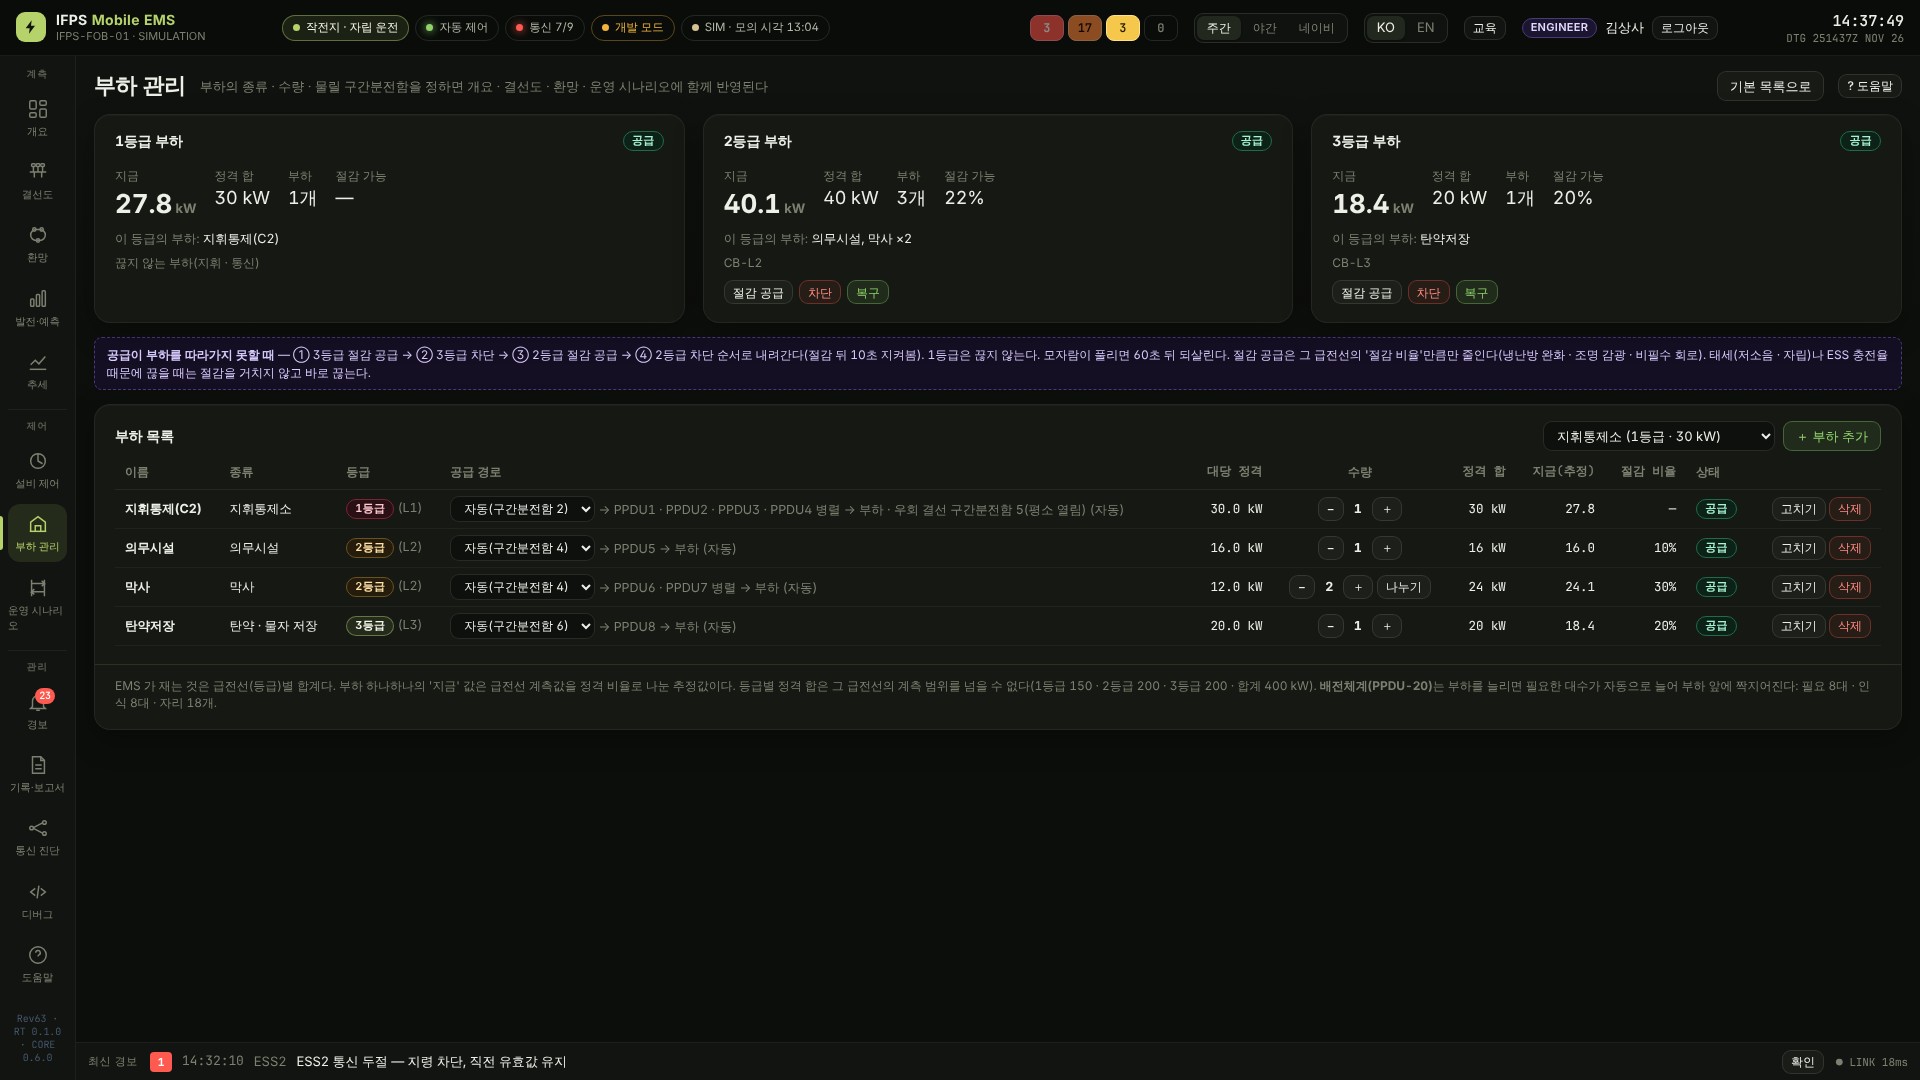 IFPS Mobile EMS
IFPS-FOB-01 · SIMULATION
작전지 · 자립 운전
자동 제어
통신 7/9
개발 모드
SIM · 모의 시각 13:04
3
17
3
0
주간
야간
네이비
KO
EN
교육
ENGINEER
김상사
로그아웃
14:37:49
DTG 251437Z NOV 26
계측
개요
결선도
환망
발전·예측
추세
제어
설비 제어
부하 관리
운영 시나리
오
관리
23
경보
기록·보고서
통신 진단
디버그
도움말
Rev63 ·
RT 0.1.0
· CORE
0.6.0
부하 관리
부하의 종류 · 수량 · 물릴 구간분전함을 정하면 개요 · 결선도 · 환망 · 운영 시나리오에 함께 반영된다
기본 목록으로
? 도움말
1등급 부하
공급
지금
정격 합
부하
절감 가능
27.8 kW
30 kW
1개
—
이 등급의 부하: 지휘통제(C2)
끊지 않는 부하(지휘 · 통신)
2등급 부하
공급
지금
정격 합
부하
절감 가능
40.1 kW
40 kW
3개
22%
이 등급의 부하: 의무시설, 막사 ×2
CB-L2
절감 공급
차단
복구
3등급 부하
공급
지금
정격 합
부하
절감 가능
18.4 kW
20 kW
1개
20%
이 등급의 부하: 탄약저장
CB-L3
절감 공급
차단
복구
공급이 부하를 따라가지 못할 때 — ① 3등급 절감 공급 → ② 3등급 차단 → ③ 2등급 절감 공급 → ④ 2등급 차단 순서로 내려간다(절감 뒤 10초 지켜봄). 1등급은 끊지 않는다. 모자람이 풀리면 60초 뒤 되살린다. 절감 공급은 그 급전선의 '절감 비율'만큼만 줄인다(냉난방 완화 · 조명 감광 · 비필수 회로). 태세(저소음 · 자립)나 ESS 충전율
때문에 끊을 때는 절감을 거치지 않고 바로 끊는다.
부하 목록
지휘통제소 (1등급 · 30 kW)
+ 부하 추가
이름 종류 등급 공급 경로 대당 정격 수량 정격 합 지금(추정) 절감 비율 상태
지휘통제(C2) 지휘통제소 1등급 (L1) 자동(구간분전함 2) → PPDU1 · PPDU2 · PPDU3 · PPDU4 병렬 → 부하 · 우회 결선 구간분전함 5(평소 열림) (자동) 30.0 kW − 1 + 30 kW 27.8 — 공급 고치기 삭제
의무시설 의무시설 2등급 (L2) 자동(구간분전함 4) → PPDU5 → 부하 (자동) 16.0 kW − 1 + 16 kW 16.0 10% 공급 고치기 삭제
막사 막사 2등급 (L2) 자동(구간분전함 4) → PPDU6 · PPDU7 병렬 → 부하 (자동) 12.0 kW − 2 + 나누기 24 kW 24.1 30% 공급 고치기 삭제
탄약저장 탄약 · 물자 저장 3등급 (L3) 자동(구간분전함 6) → PPDU8 → 부하 (자동) 20.0 kW − 1 + 20 kW 18.4 20% 공급 고치기 삭제
EMS 가 재는 것은 급전선(등급)별 합계다. 부하 하나하나의 '지금' 값은 급전선 계측값을 정격 비율로 나눈 추정값이다. 등급별 정격 합은 그 급전선의 계측 범위를 넘을 수 없다(1등급 150 · 2등급 200 · 3등급 200 · 합계 400 kW). 배전체계(PPDU-20)는 부하를 늘리면 필요한 대수가 자동으로 늘어 부하 앞에 짝지어진다: 필요 8대 · 인
식 8대 · 자리 18개.
최신 경보
1
14:32:10 ESS2 ESS2 통신 두절 — 지령 차단, 직전 유효값 유지
확인
LINK 18ms